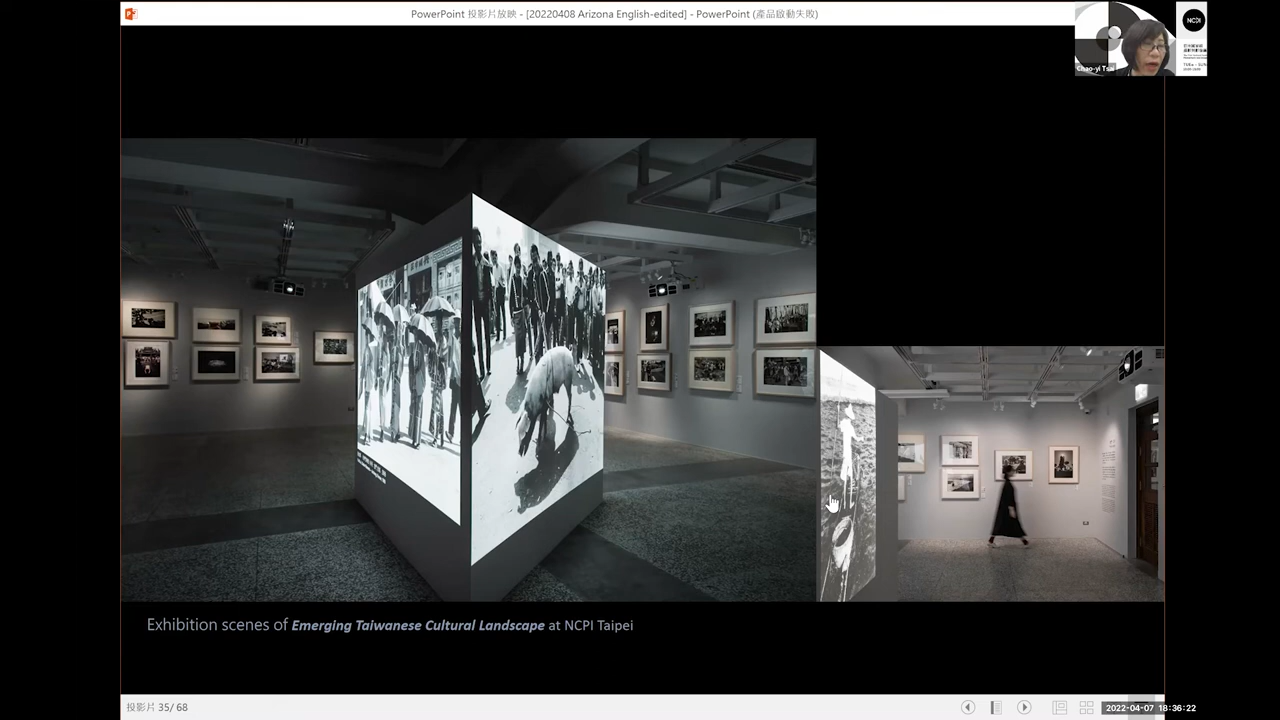 PowerPoint 投影片放映 - [20220408 Arizona English-edited] - PowerPoint (產品啟動失敗)
NCPI
Chao-yi Tsai
Exhibition scenes of Emerging Taiwanese Cultural Landscape at NCPI Taipei
投影片 35/ 68
2022-04-07 18:36:22